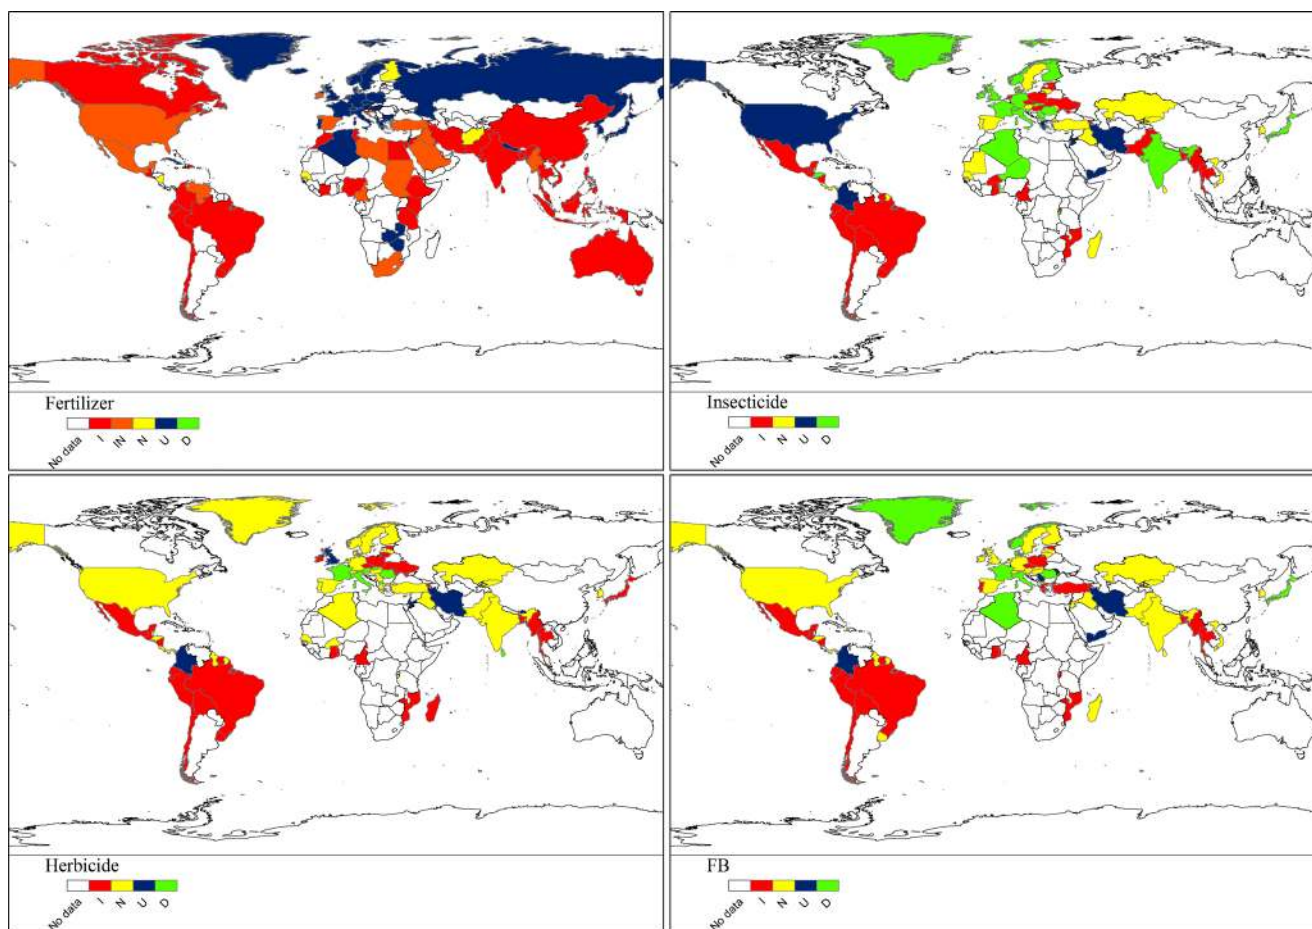 Fertilizer
No data I IN N U D
Insecticide
No data I N U D
Herbicide
No data I N U D
FB
No data I N U D